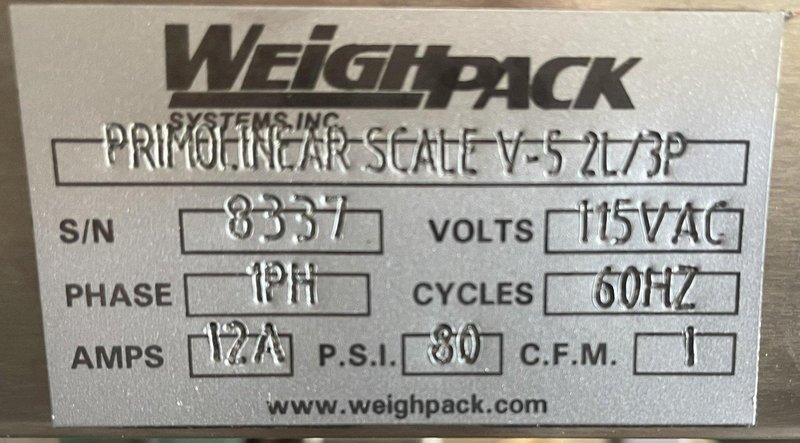 WEIGHPACK
SYSTEMS, INC.
PRIMOLINEAR SCALE V-5 2L/3P
S/N 8337 VOLTS 115VAC
PHASE 1PH CYCLES 60HZ
AMPS 12A P.S.I. 80 C.F.M. 1
www.weighpack.com